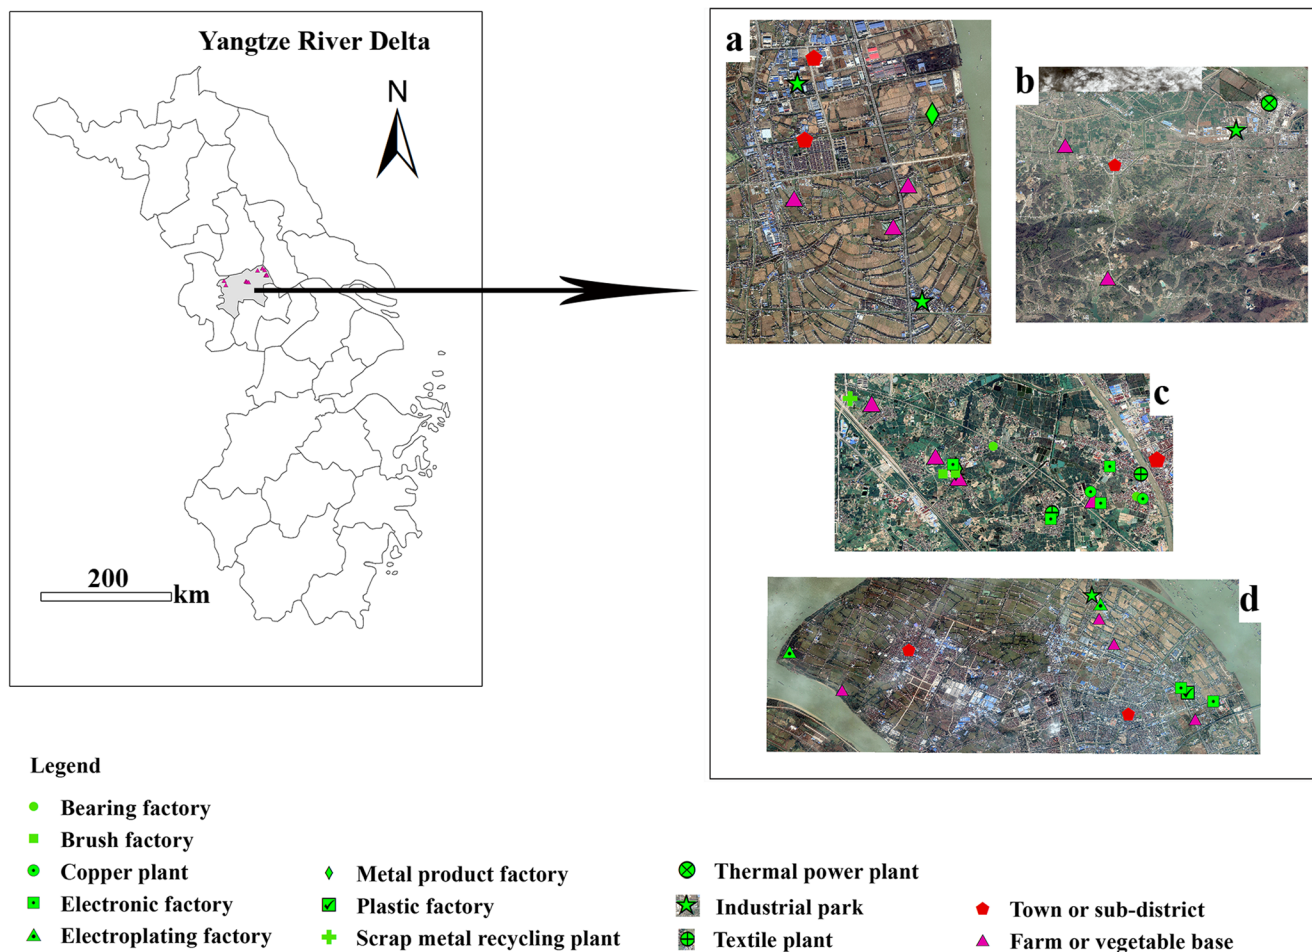 Yangtze River Delta
N
200
km
a
b
c
d
Legend
Bearing factory
Brush factory
Copper plant
Electronic factory
Electroplating factory
Metal product factory
Plastic factory
Scrap metal recycling plant
Thermal power plant
Industrial park
Textile plant
Town or sub-district
Farm or vegetable base